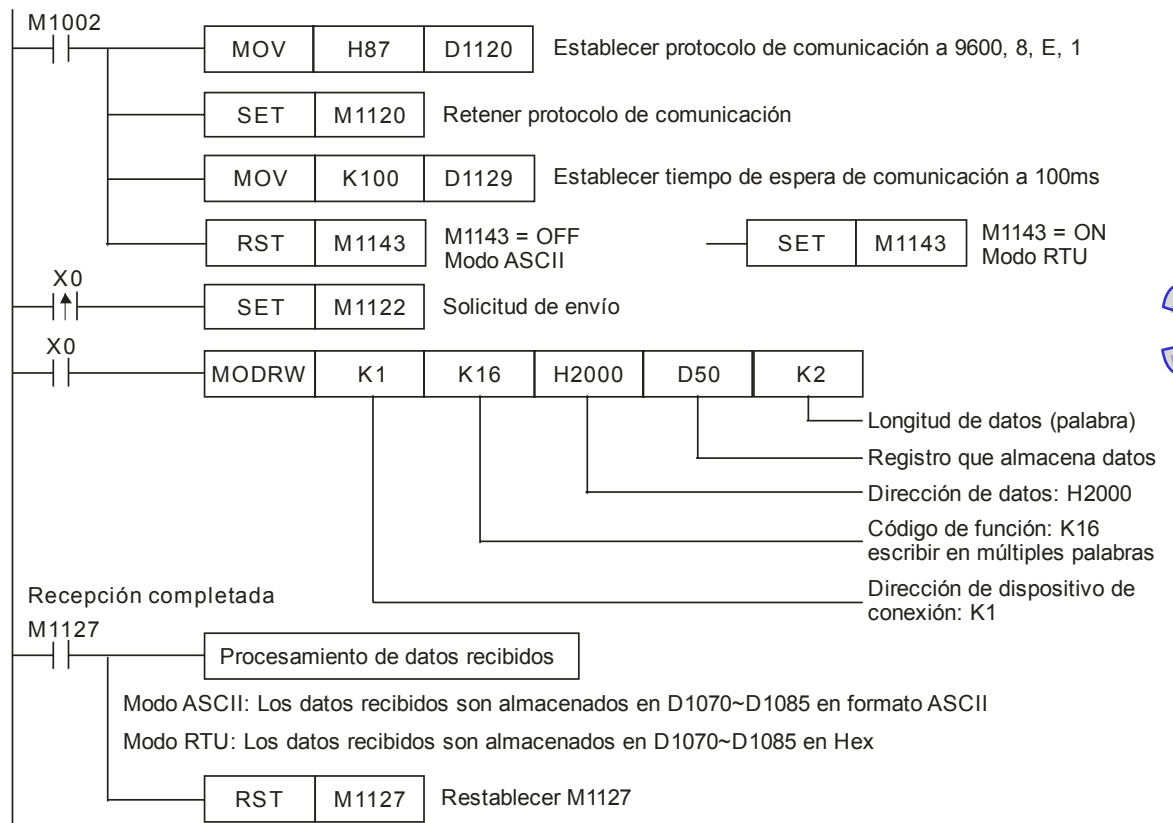 M1002
MOV H87 D1120 Establecer protocolo de comunicación a 9600, 8, E, 1
SET M1120 Retener protocolo de comunicación
MOV K100 D1129 Establecer tiempo de espera de comunicación a 100ms
RST M1143 M1143 = OFF
Modo ASCII
SET M1143 M1143 = ON
Modo RTU
X0
SET M1122 Solicitud de envío
X0
MODRW K1 K16 H2000 D50 K2
Longitud de datos (palabra)
Registro que almacena datos
Dirección de datos: H2000
Código de función: K16
escribir en múltiples palabras
Dirección de dispositivo de
conexión: K1
Recepción completada
M1127
Procesamiento de datos recibidos
Modo ASCII: Los datos recibidos son almacenados en D1070~D1085 en formato ASCII
Modo RTU: Los datos recibidos son almacenados en D1070~D1085 en Hex
RST M1127 Restablecer M1127